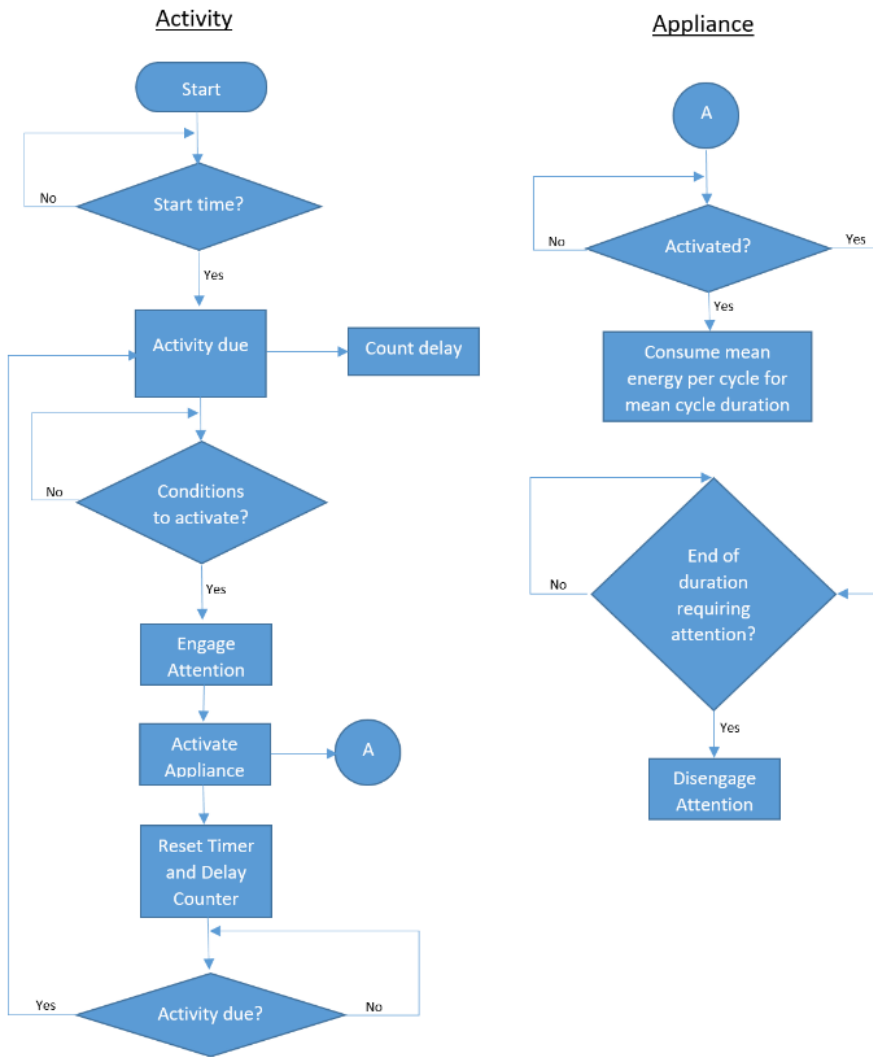 Activity
Start
No
Start time?
Yes
Activity due
Count delay
No
Conditions
to activate?
Yes
Engage
Attention
Activate
Appliance
A
Reset Timer
and Delay
Counter
Yes
Activity due?
No
Appliance
A
No
Activated?
Yes
Yes
Consume mean
energy per cycle for
mean cycle duration
No
End of
duration
requiring
attention?
Yes
Disengage
Attention